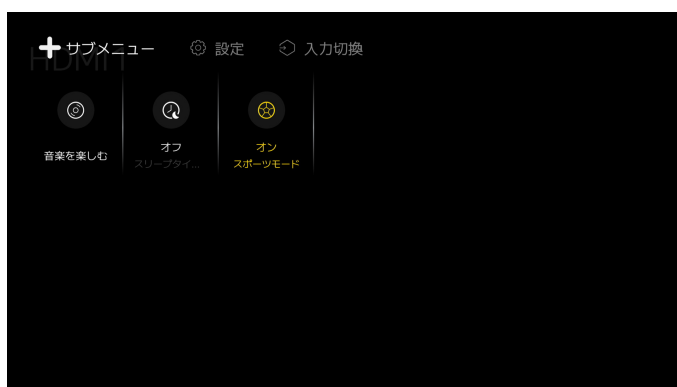 サブメニュー
設定
入力切換
音楽を楽しむ
オフ
スリープタイ...
オン
スポーツモード